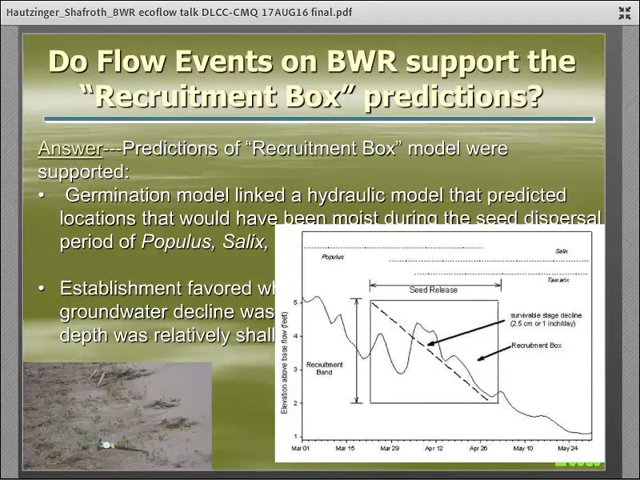 Hautzinger_Shafroth_BWR ecoflow talk DLCC-CMQ 17AUG16 final.pdf
Do Flow Events on BWR support the
“Recruitment Box” predictions?
Answer---Predictions of “Recruitment Box” model were
supported:
• Germination model linked a hydraulic model that predicted
locations that would have been moist during the seed dispersal
period of Populus, Salix,
• Establishment favored
groundwater decline was
depth was relatively
Populus
Salix
Tamarix
Seed Release
survivable stage decline
(2.5 cm or 1 inch/day)
Recruitment Box
Recruitment
Band
Elevation above base flow (feet)
5
4
3
2
1
Mar 01 Mar 15 Mar 29 Apr 12 Apr 26 May 10 May 24